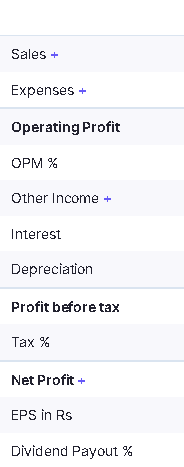 Sales +
Expenses +
Operating Profit
OPM %
Other Income +
Interest
Depreciation
Profit before tax
Tax %
Net Profit +
EPS in Rs
Dividend Payout %